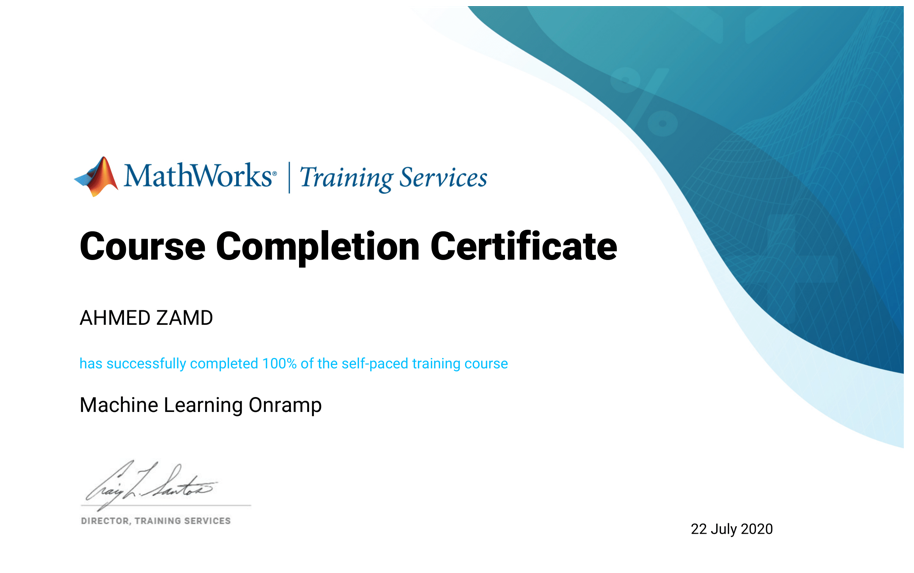 MathWorks® | Training Services
Course Completion Certificate
AHMED ZAMD
has successfully completed 100% of the self-paced training course
Machine Learning Onramp
Craig L. Santos
DIRECTOR, TRAINING SERVICES
22 July 2020